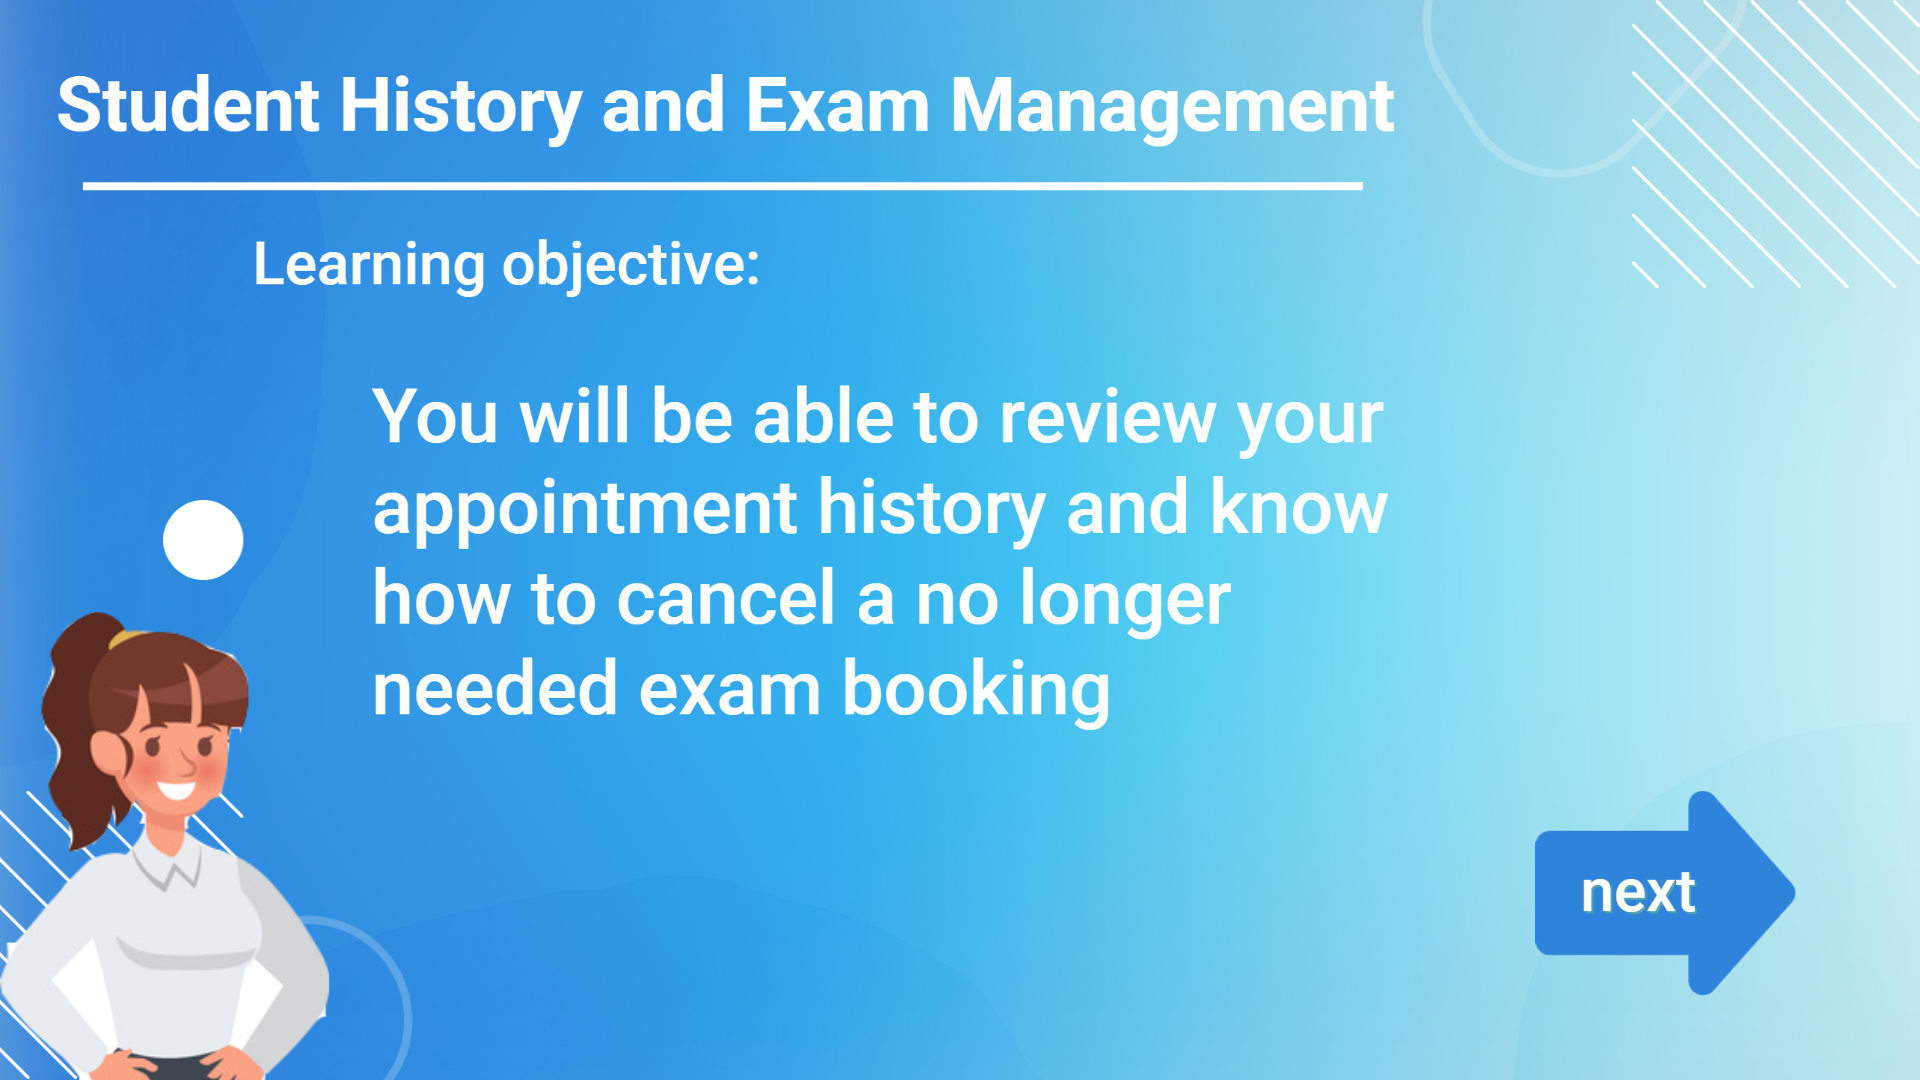 Student History and Exam Management
Learning objective:
You will be able to review your
appointment history and know
how to cancel a no longer
needed exam booking
next